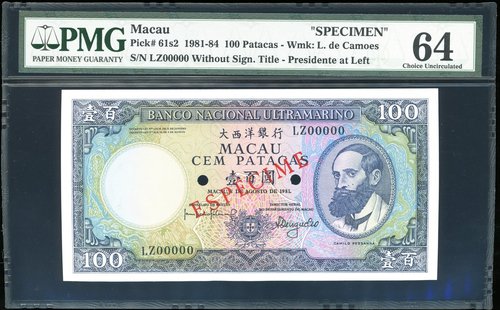 PMG
PAPER MONEY GUARANTY
Macau "SPECIMEN"
Pick# 61s2 1981-84 100 Patacas - Wmk: L. de Camoes
S/N LZ00000 Without Sign. Title - Presidente at Left
64
Choice Uncirculated
壹百
BANCO NACIONAL ULTRAMARINO
100
大西洋銀行
LZ00000
MACAU
CEM PATACAS
壹百圓
MACAU, 8 DE AGOSTO DE 1981.
ESPÉCIME
LZ00000
CAMILO PESSANHA
100
壹百